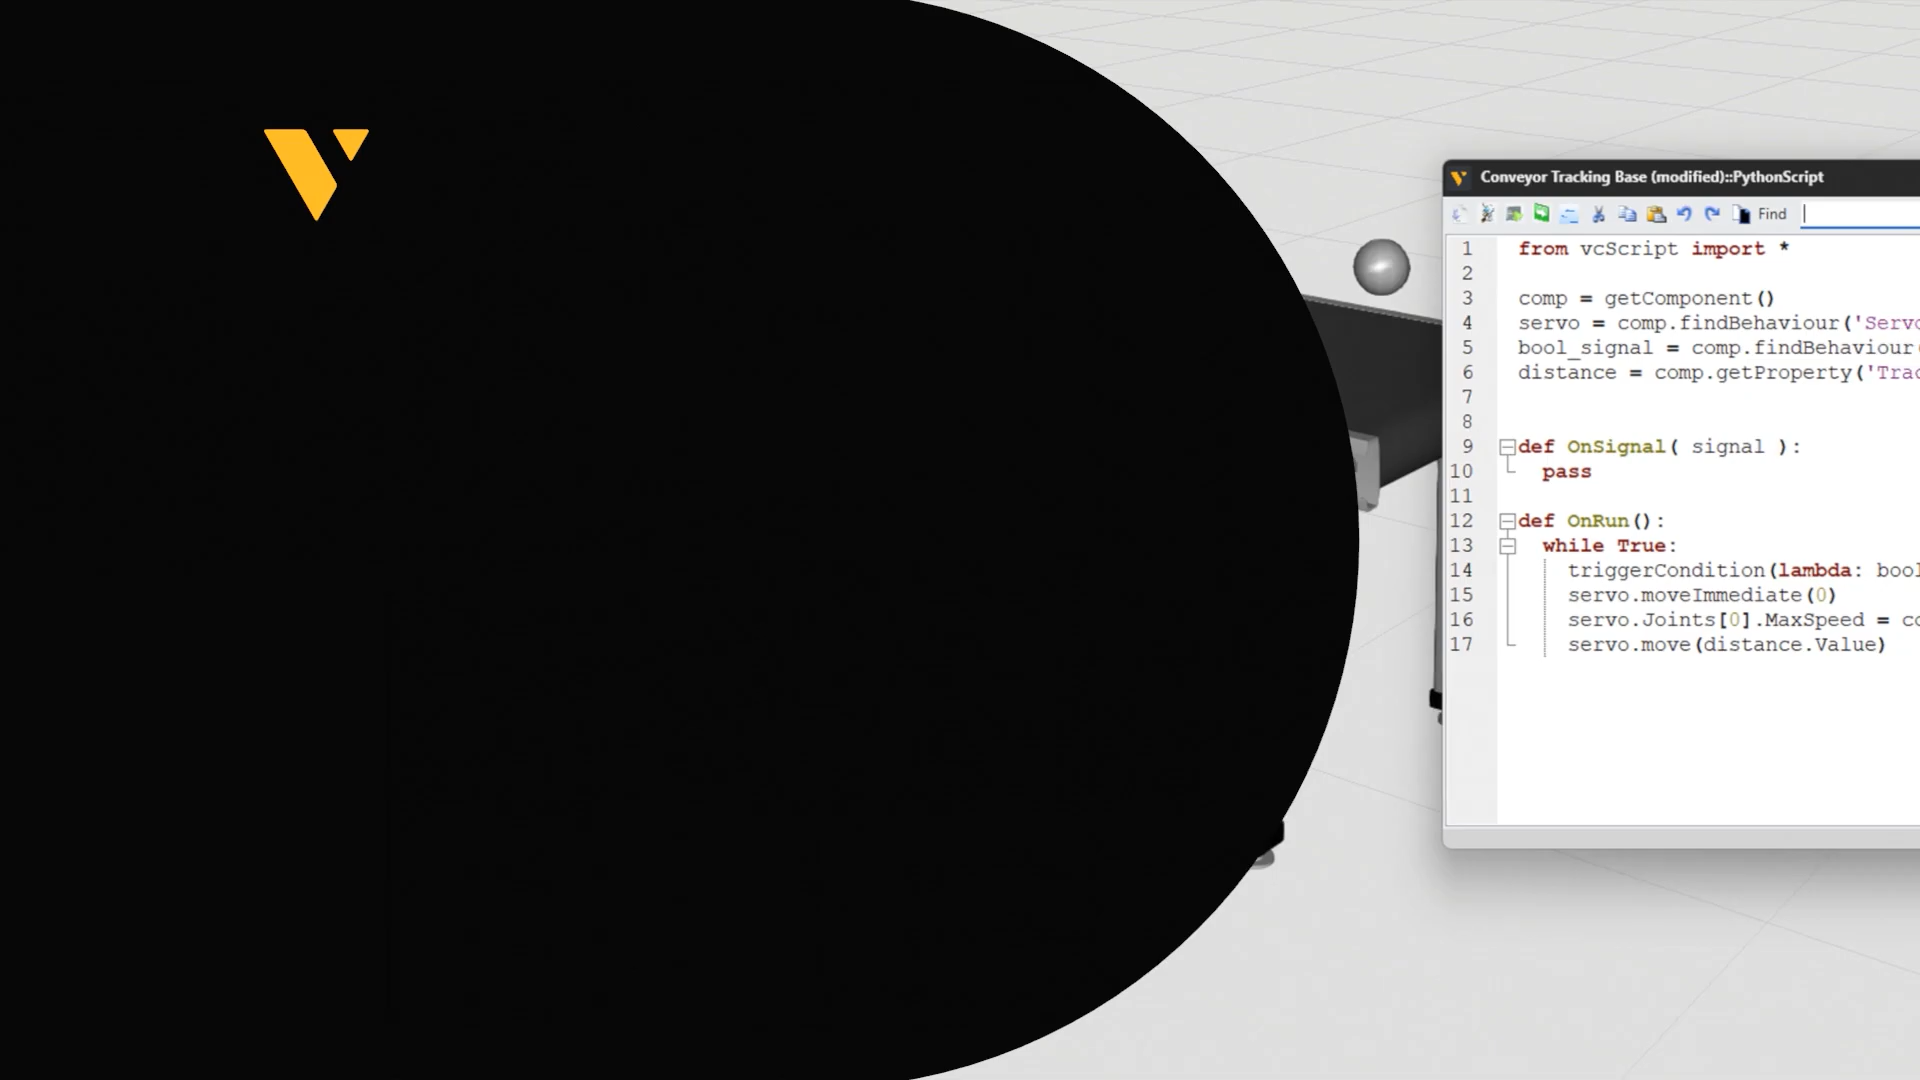 Conveyor Tracking Base (modified)::PythonScript
Find
1 from vcScript import *
2
3 comp = getComponent()
4 servo = comp.findBehaviour('Servo
5 bool_signal = comp.findBehaviour(
6 distance = comp.getProperty('Trac
7
8
9 def OnSignal( signal ):
10 pass
11
12 def OnRun():
13 while True:
14 triggerCondition(lambda: bool
15 servo.moveImmediate(0)
16 servo.Joints[0].MaxSpeed = co
17 servo.move(distance.Value)